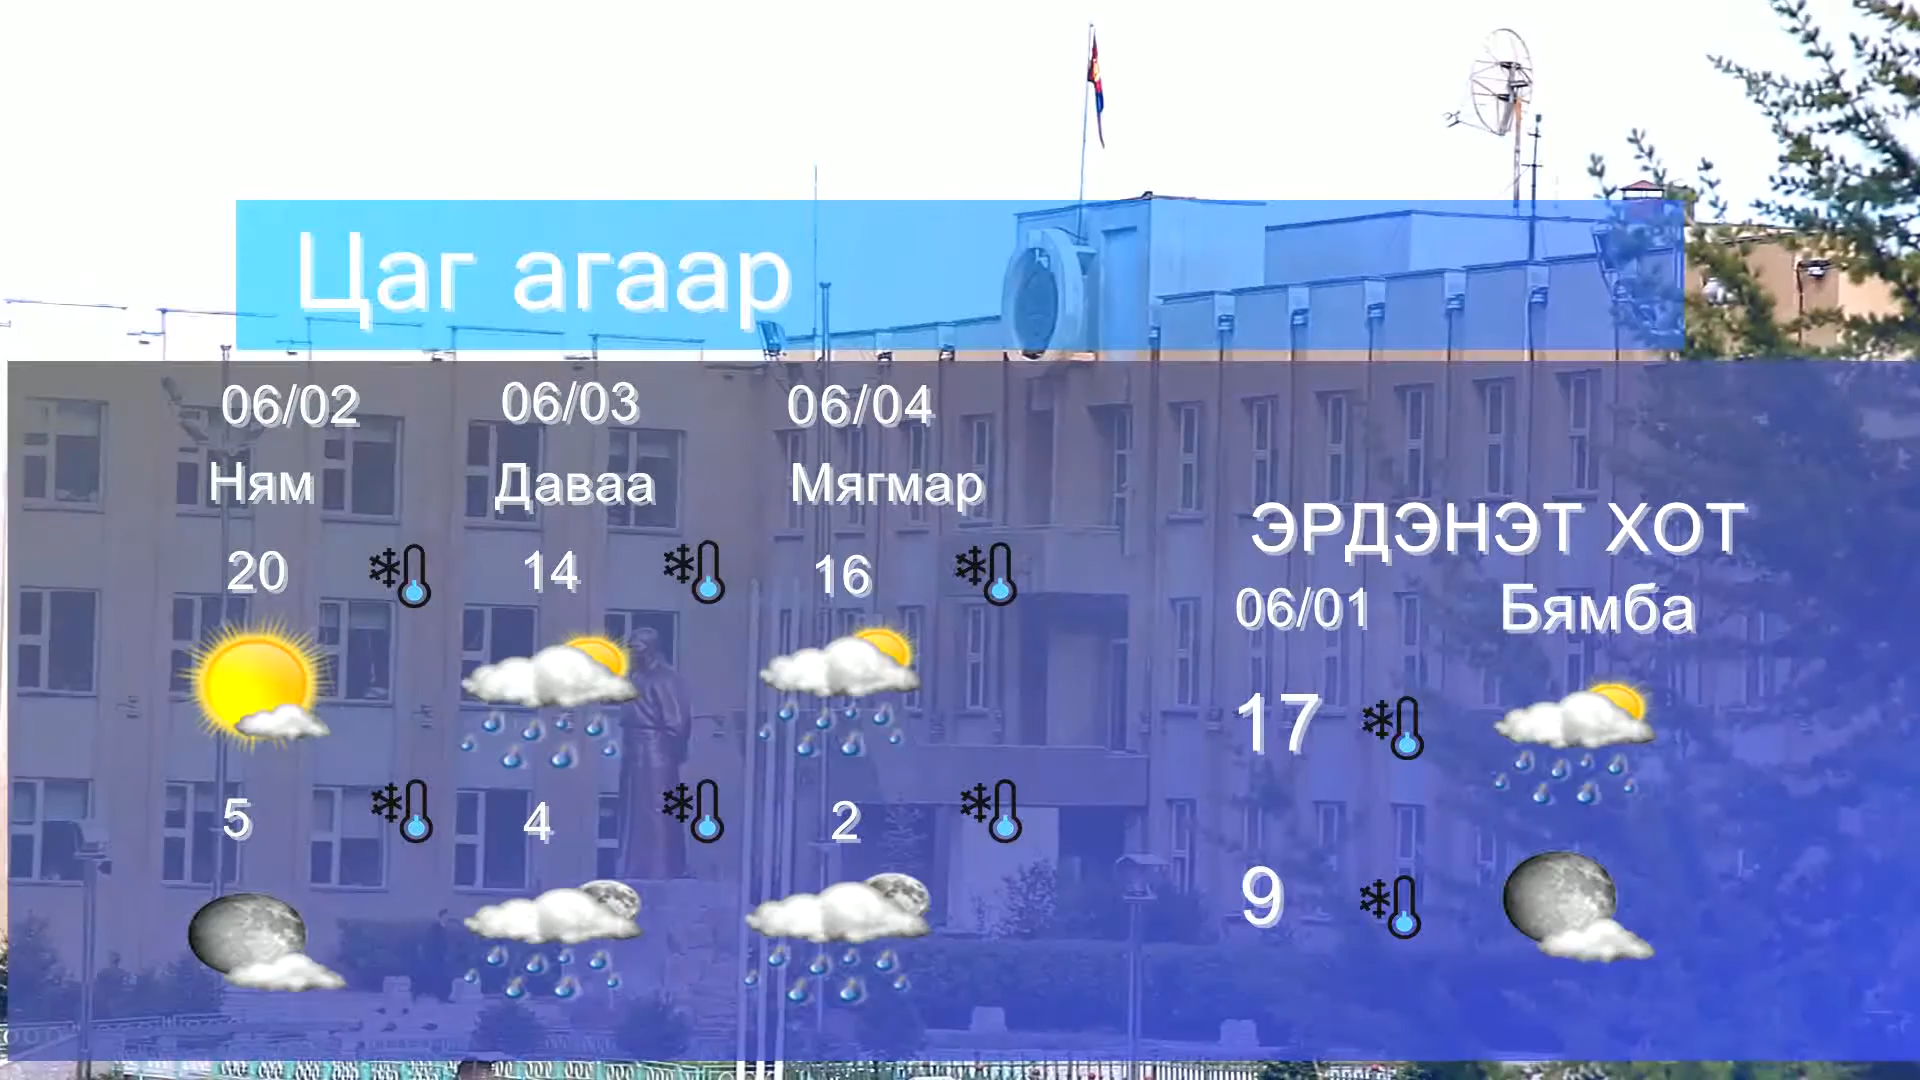 Цаг агаар
06/02 06/03 06/04
Ням Даваа Мягмар
20 14 16
5 4 2
ЭРДЭНЭТ ХОТ
06/01 Бямба
17
9